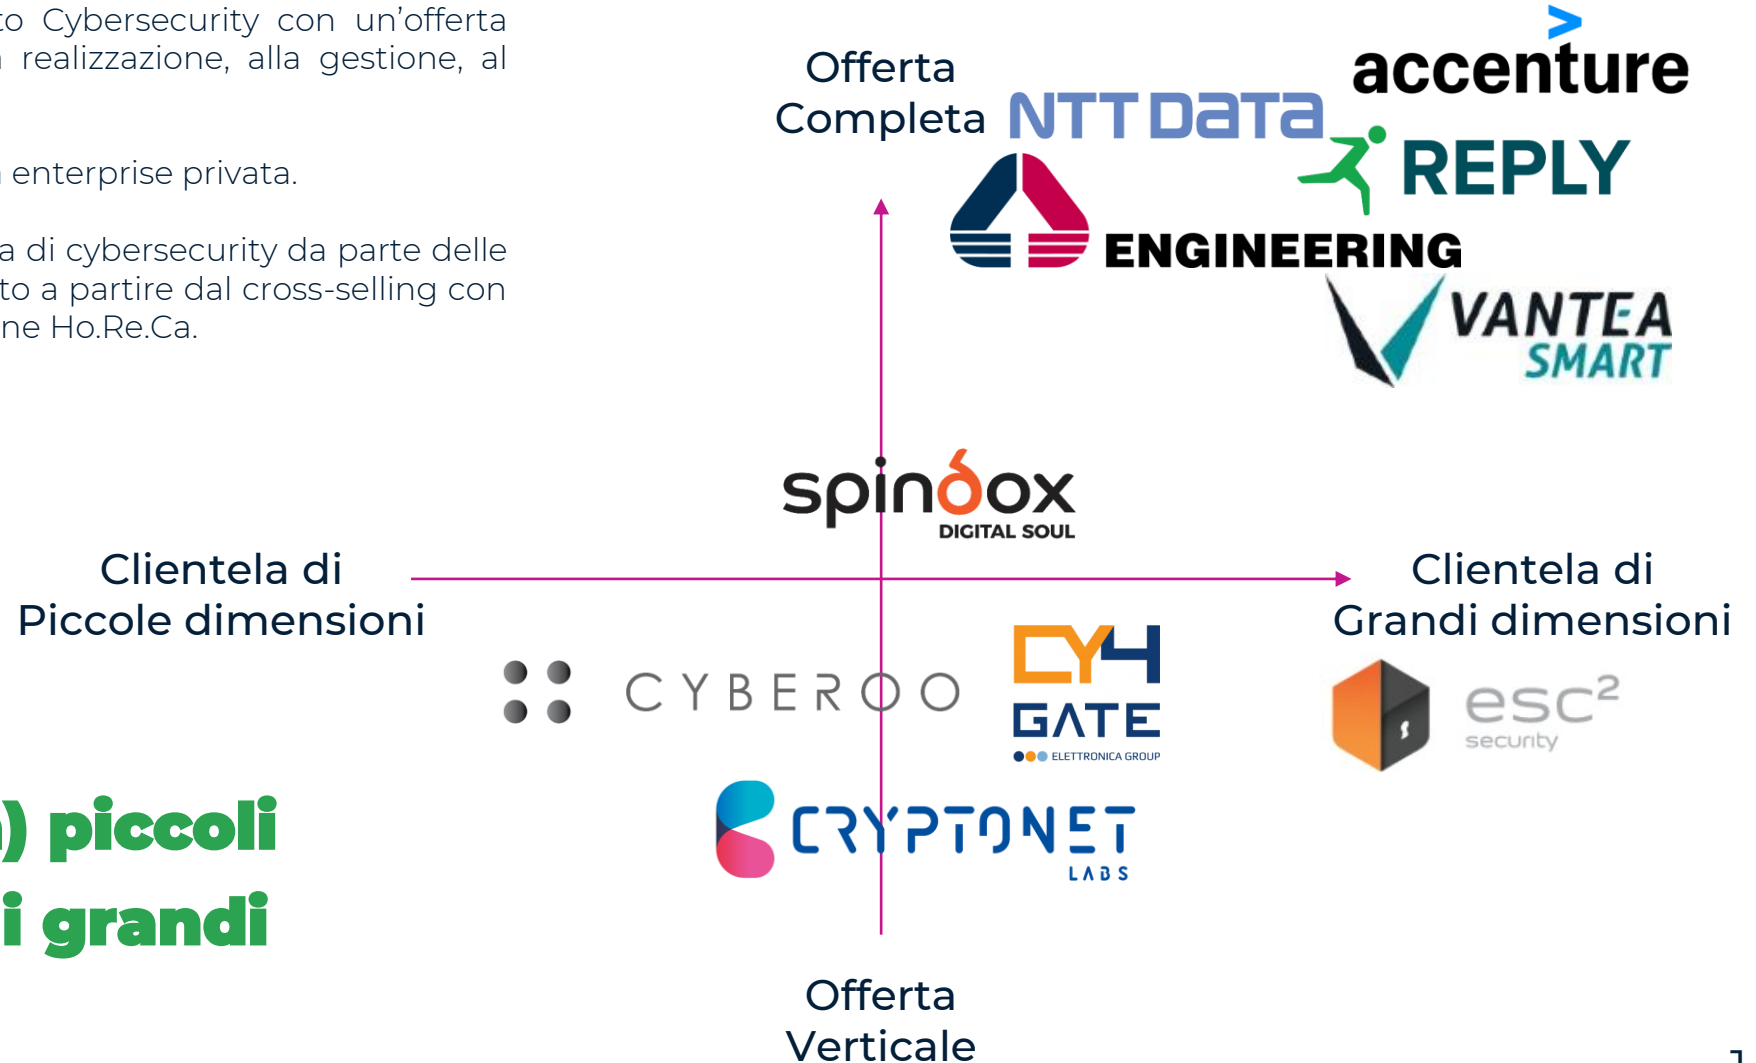 to Cybersecurity con un’offerta
realizzazione, alla gestione, al
enterprise privata.
a di cybersecurity da parte delle
to a partire dal cross-selling con
ne Ho.Re.Ca.
piccoli
i grandi
Offerta
Completa
accenture
NTT DATA
REPLY
ENGINEERING
VANTEA
SMART
spindox
DIGITAL SOUL
Clientela di
Piccole dimensioni
Clientela di
Grandi dimensioni
CYBEROO
CY4
GATE
ELETTRONICA GROUP
esc²
security
CRYPTONET
LABS
Offerta
Verticale